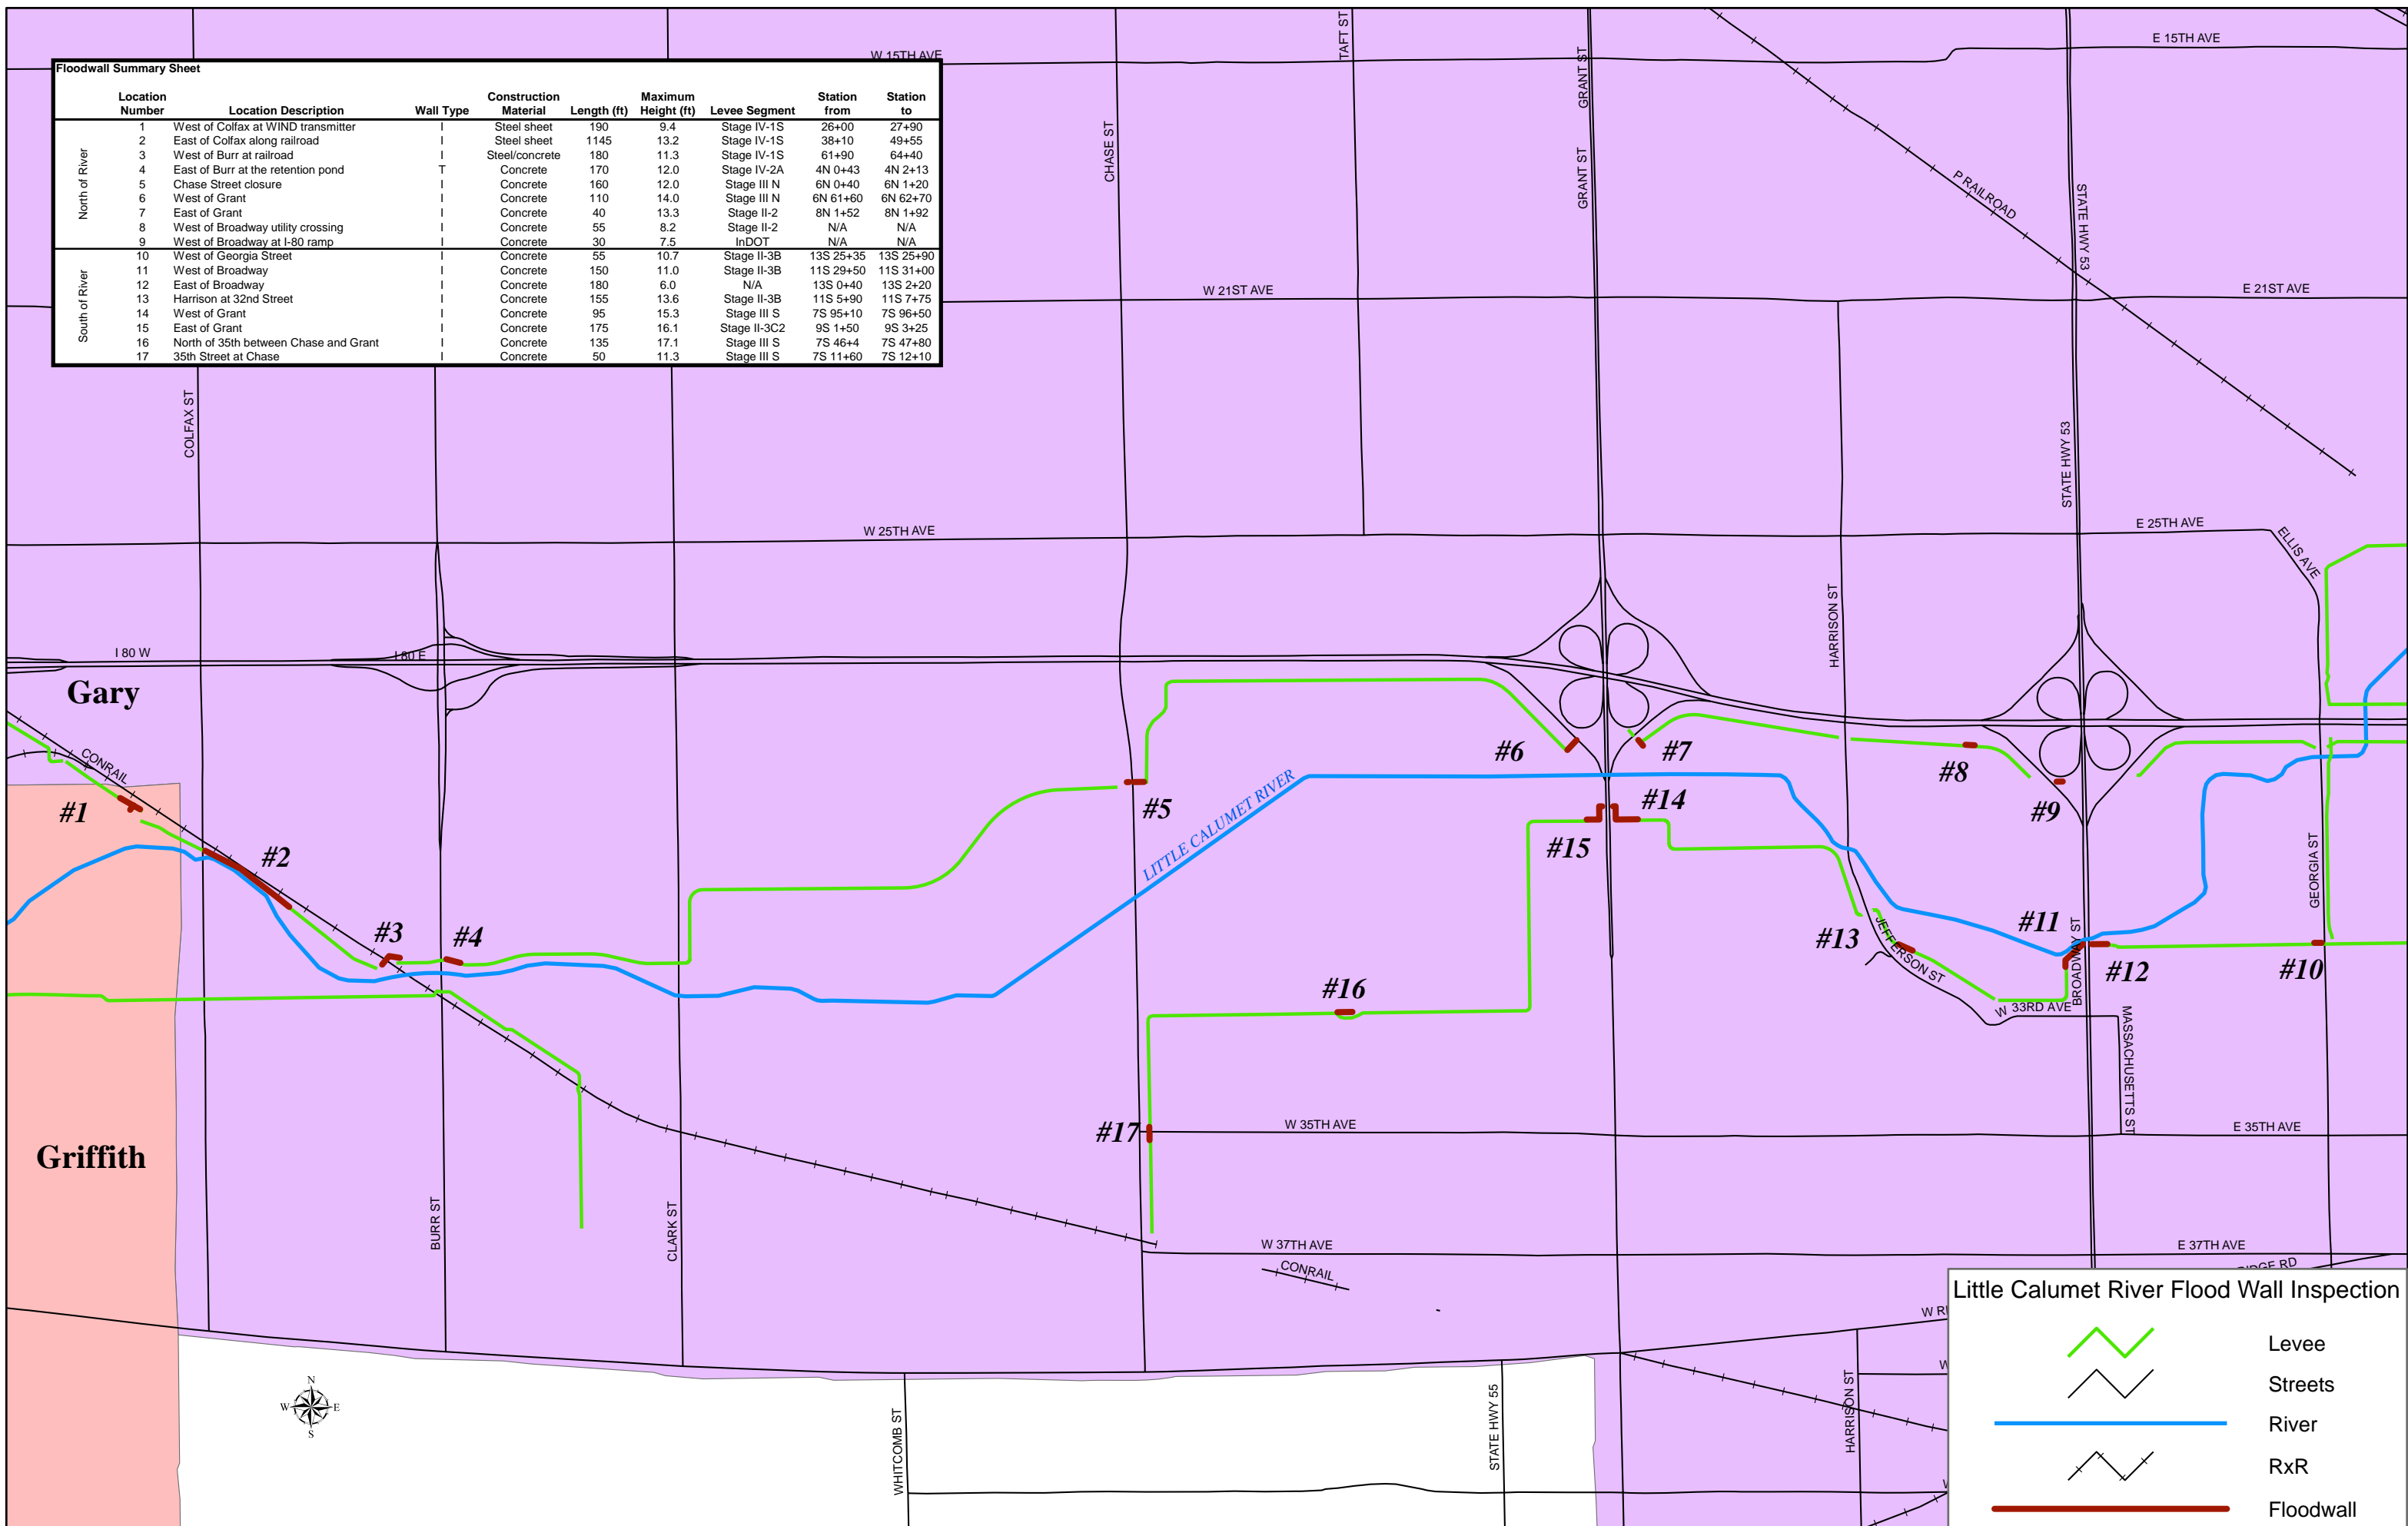 W 15TH AVE
TAFT ST
GRANT ST
E 15TH AVE
Floodwall Summary Sheet
Location Number Location Description Wall Type Construction Material Length (ft) Maximum Height (ft) Levee Segment Station from Station to
North of River
1 West of Colfax at WIND transmitter I Steel sheet 190 9.4 Stage IV-1S 26+00 27+90
2 East of Colfax along railroad I Steel sheet 1145 13.2 Stage IV-1S 38+10 49+55
3 West of Burr at railroad I Steel/concrete 180 11.3 Stage IV-1S 61+90 64+40
4 East of Burr at the retention pond T Concrete 170 12.0 Stage IV-2A 4N 0+43 4N 2+13
5 Chase Street closure I Concrete 160 12.0 Stage III N 6N 0+40 6N 1+20
6 West of Grant I Concrete 110 14.0 Stage III N 6N 61+60 6N 62+70
7 East of Grant I Concrete 40 13.3 Stage II-2 8N 1+52 8N 1+92
8 West of Broadway utility crossing I Concrete 55 8.2 Stage II-2 N/A N/A
9 West of Broadway at I-80 ramp I Concrete 30 7.5 InDOT N/A N/A
South of River
10 West of Georgia Street I Concrete 55 10.7 Stage II-3B 13S 25+35 13S 25+90
11 West of Broadway I Concrete 150 11.0 Stage II-3B 11S 29+50 11S 31+00
12 East of Broadway I Concrete 180 6.0 N/A 13S 0+40 13S 2+20
13 Harrison at 32nd Street I Concrete 155 13.6 Stage II-3B 11S 5+90 11S 7+75
14 West of Grant I Concrete 95 15.3 Stage III S 7S 95+10 7S 96+50
15 East of Grant I Concrete 175 16.1 Stage II-3C2 9S 1+50 9S 3+25
16 North of 35th between Chase and Grant I Concrete 135 17.1 Stage III S 7S 46+4 7S 47+80
17 35th Street at Chase I Concrete 50 11.3 Stage III S 7S 11+60 7S 12+10
CHASE ST
GRANT ST
P RAILROAD
STATE HWY 53
W 21ST AVE
E 21ST AVE
COLFAX ST
STATE HWY 53
W 25TH AVE
E 25TH AVE
ELLIS AVE
HARRISON ST
I 80 W
I 80 E
Gary
CONRAIL
#1
#2
#3
#4
#5
#6
#7
#8
#9
LITTLE CALUMET RIVER
#14
#15
GEORGIA ST
#11
#13
JEFFERSON ST
BROADWAY ST
#12
#10
#16
W 33RD AVE
MASSACHUSETTS ST
#17
W 35TH AVE
E 35TH AVE
Griffith
BURR ST
CLARK ST
W 37TH AVE
E 37TH AVE
CONRAIL
N
W E
S
WHITCOMB ST
STATE HWY 55
HARRISON ST
Little Calumet River Flood Wall Inspection
Levee
Streets
River
RxR
Floodwall